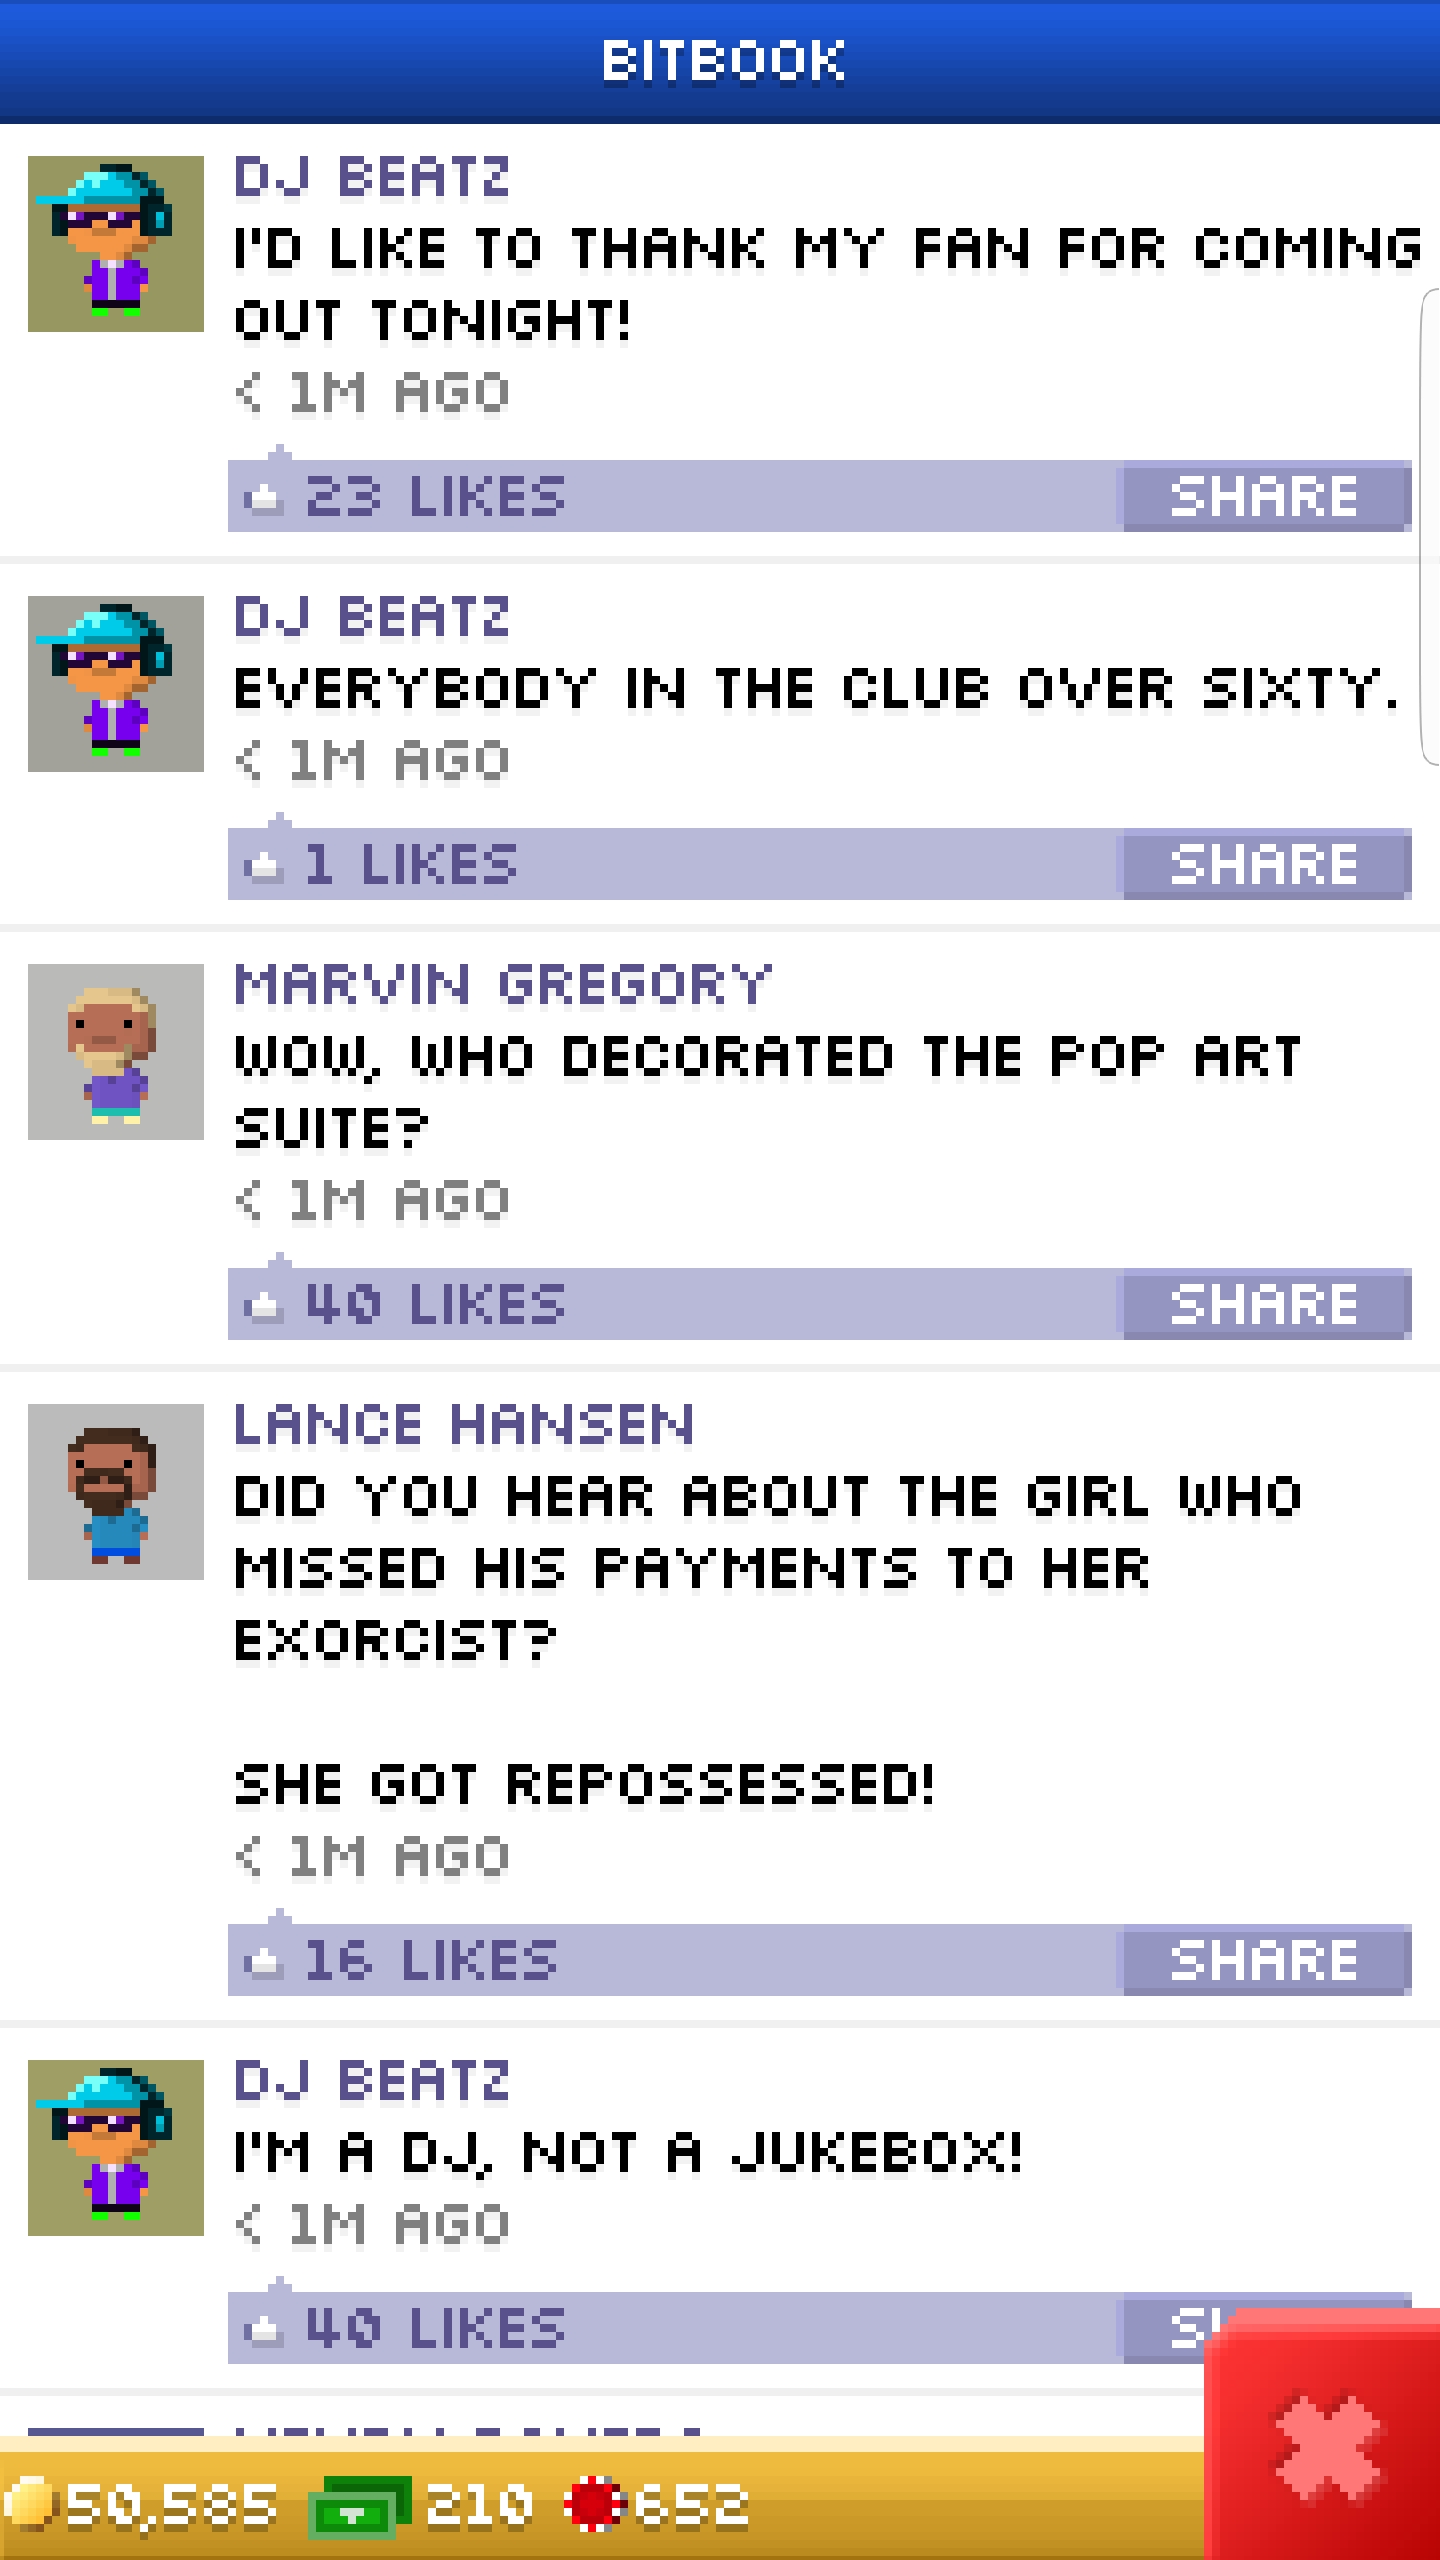 BITBOOK
DJ BEATZ
I'D LIKE TO THANK MY FAN FOR COMING
OUT TONIGHT!
< 1M AGO
23 LIKES
SHARE
DJ BEATZ
EVERYBODY IN THE CLUB OVER SIXTY.
< 1M AGO
1 LIKES
SHARE
MARVIN GREGORY
WOW, WHO DECORATED THE POP ART
SUITE?
< 1M AGO
40 LIKES
SHARE
LANCE HANSEN
DID YOU HEAR ABOUT THE GIRL WHO
MISSED HIS PAYMENTS TO HER
EXORCIST?
SHE GOT REPOSSESSED!
< 1M AGO
16 LIKES
SHARE
DJ BEATZ
I'M A DJ, NOT A JUKEBOX!
< 1M AGO
40 LIKES
50,585 210 652